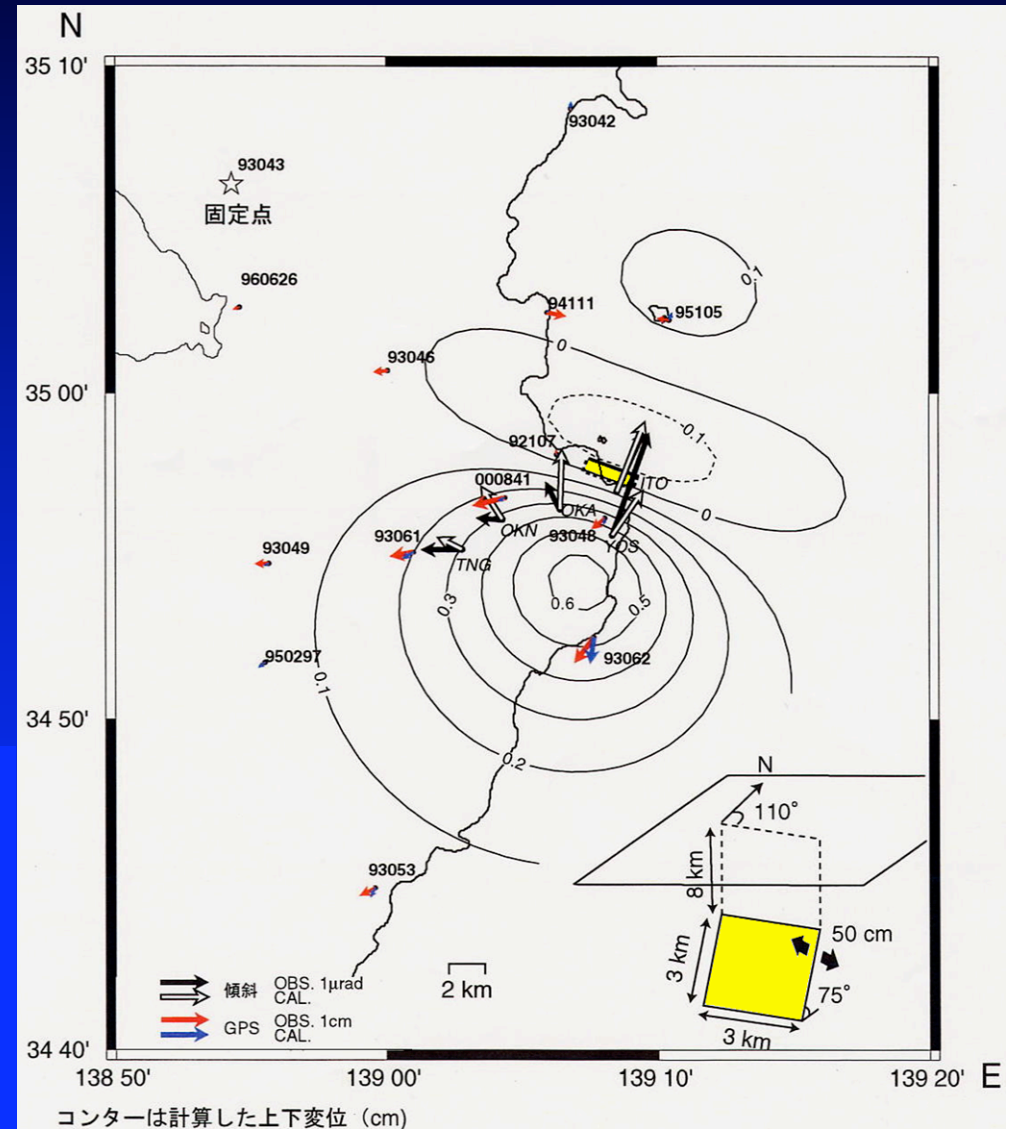 N
35 10'
93042
93043
固定点
960626
94111
0.1
95105
0
93046
35 00'
0.1
92107
8
000841
ITO
OKA
0
93061
OKN
93048
YOS
93049
TNG
0.3
0.6
0.5
950297
93062
0.1
34 50'
0.2
N
110°
8 km
93053
50 cm
3 km
75°
傾斜 OBS. 1μrad
CAL.
2 km
GPS OBS. 1cm
CAL.
3 km
34 40'
138 50' 139 00' 139 10' 139 20' E
コンターは計算した上下変位（cm)